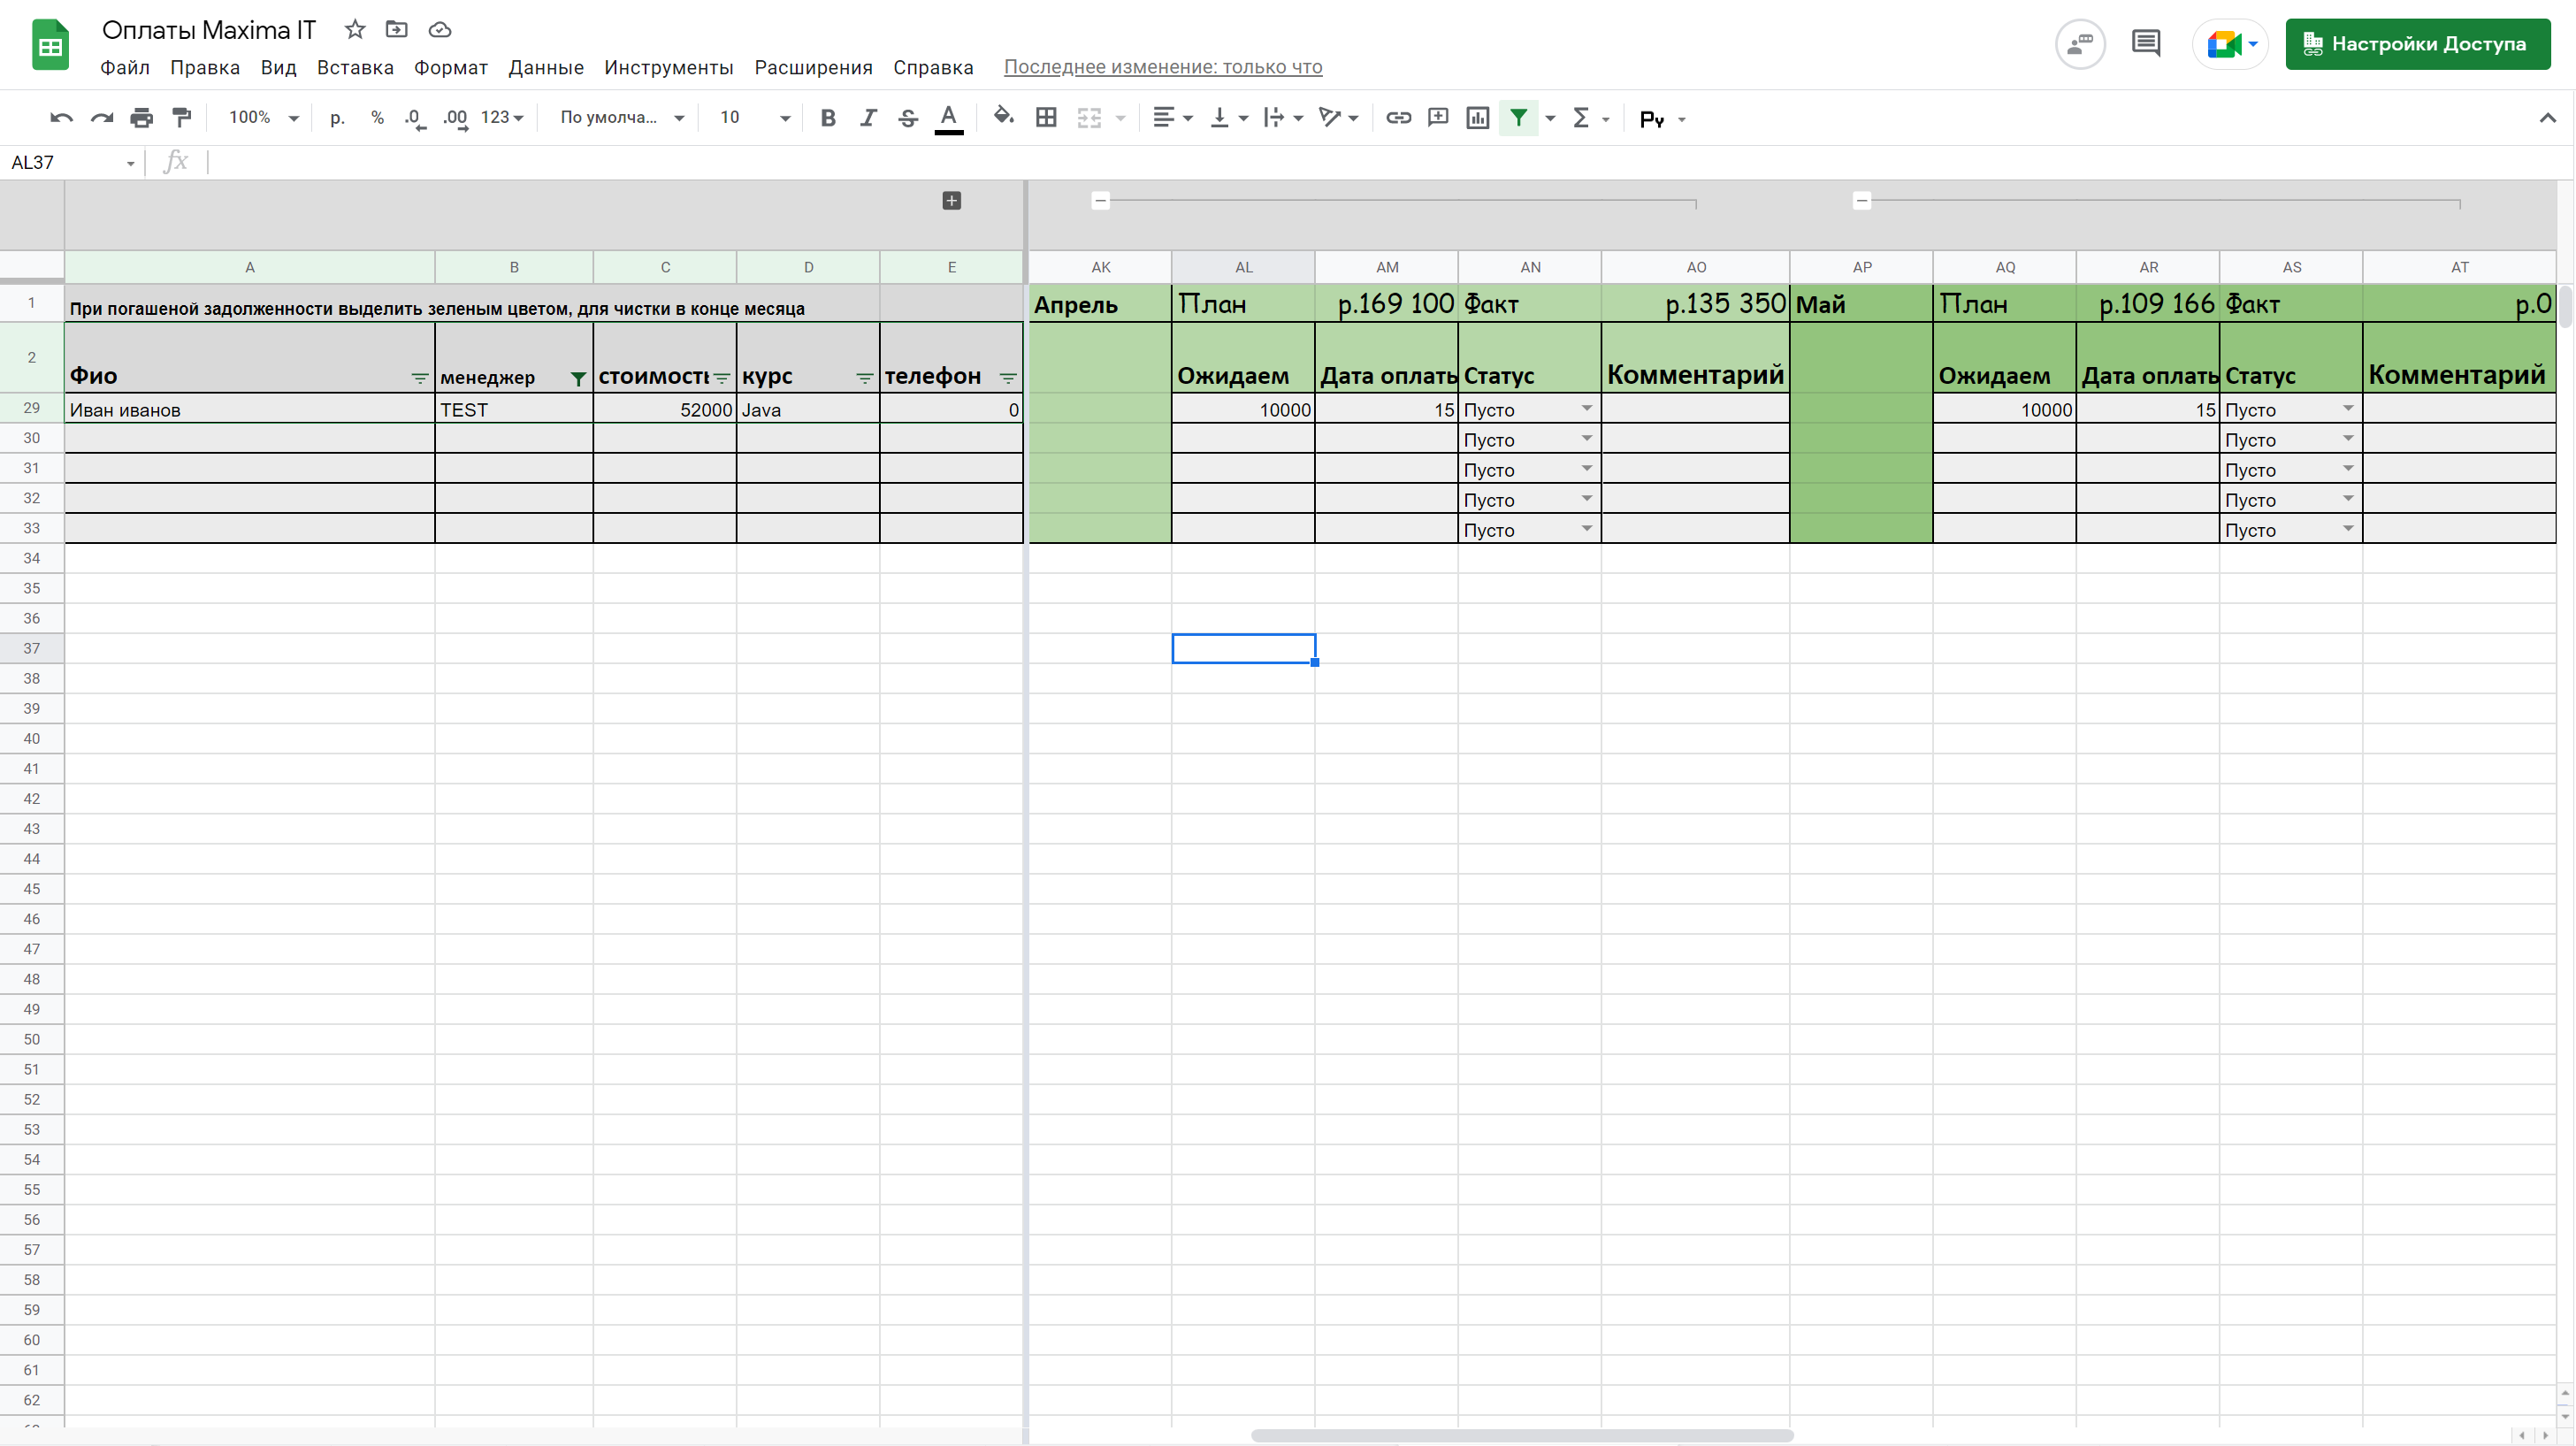 Оплаты Maxima IT
Файл Правка Вид Вставка Формат Данные Инструменты Расширения Справка Последнее изменение: только что
Настройки Доступа
100% р. % .0 .00 123 По умолча... 10 B I S A Σ Py
AL37 fx
A B C D E AK AL AM AN AO AP AQ AR AS AT
1 При погашеной задолженности выделить зеленым цветом, для чистки в конце месяца Апрель План р.169 100 Факт р.135 350 Май План р.109 166 Факт р.0
2 Фио менеджер стоимость курс телефон Ожидаем Дата оплаты Статус Комментарий Ожидаем Дата оплаты Статус Комментарий
29 Иван иванов TEST 52000 Java 0 10000 15 Пусто 10000 15 Пусто
30 Пусто Пусто
31 Пусто Пусто
32 Пусто Пусто
33 Пусто Пусто
34
35
36
37
38
39
40
41
42
43
44
45
46
47
48
49
50
51
52
53
54
55
56
57
58
59
60
61
62